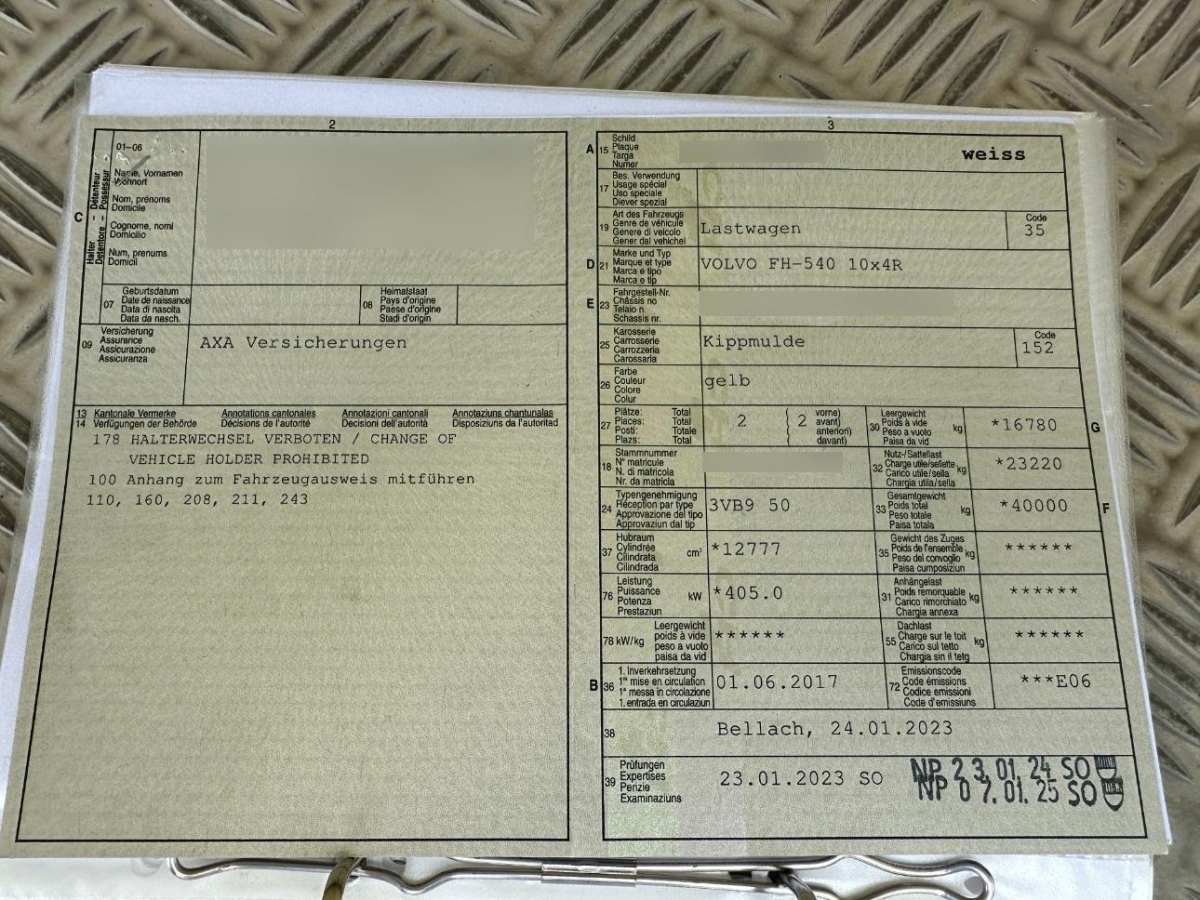 2
01-06
C
Halter - Détenteur
Detentore - Possessur
Name, Vornamen
Wohnort
Nom, prénoms
Domicile
Cognome, nomi
Domicilio
Num, prenums
Domicil
07
Geburtsdatum
Date de naissance
Data di nascita
Data da nasch.
08
Heimatstaat
Pays d'origine
Paese d'origine
Stadi d'origin
09
Versicherung
Assurance
Assicurazione
Assicuranza
AXA Versicherungen
13 Kantonale Vermerke Annotations cantonales Annotazioni cantonali Annotaziuns chantunalas
14 Verfügungen der Behörde Décisions de l'autorité Decisioni dell'autorità Disposiziuns da l'autoritad
178 HALTERWECHSEL VERBOTEN / CHANGE OF
VEHICLE HOLDER PROHIBITED
100 Anhang zum Fahrzeugausweis mitführen
110, 160, 208, 211, 243
3
A 15
Schild
Plaque
Targa
Numer
weiss
17
Bes. Verwendung
Usage spécial
Uso speciale
Diever spezial
19
Art des Fahrzeugs
Genre de véhicule
Genere di veicolo
Gener dal vehichel
Lastwagen
Code
35
D 21
Marke und Typ
Marque et type
Marca e tipo
Marca e tip
VOLVO FH-540 10x4R
E 23
Fahrgestell-Nr.
Châssis no
Telaio n.
Schassis nr.
25
Karosserie
Carrosserie
Carrozzeria
Carossaria
Kippmulde
Code
152
26
Farbe
Couleur
Colore
Colur
gelb
27
Plätze: Total
Places: Total
Posti: Totale
Plazs: Total
2
( 2 vorne)
( avant)
anteriori)
davant)
30
Leergewicht
Poids à vide
Peso a vuoto
Paisa da vid
kg
*16780
G
18
Stammnummer
N° matricule
N. di matricola
Nr. da matricla
32
Nutz-/Sattellast
Charge utile/sellette
Carico utile/sella
Chargia utila/sella
kg
*23220
24
Typengenehmigung
Réception par type
Approvazione del tipo
Approvaziun dal tip
3VB9 50
33
Gesamtgewicht
Poids total
Peso totale
Paisa totala
kg
*40000
F
37
Hubraum
Cylindrée
Cilindrata
Cilindrada
cm³
*12777
35
Gewicht des Zuges
Poids de l'ensemble
Peso del convoglio
Paisa cumposiziun
kg
******
76
Leistung
Puissance
Potenza
Prestaziun
kW
*405.0
31
Anhängelast
Poids remorquable
Carico rimorchiato
Chargia annexa
kg
******
78 kW/kg
Leergewicht
poids à vide
peso a vuoto
paisa da vid
******
55
Dachlast
Charge sur le toit
Carico sul tetto
Chargia sin il tetg
kg
******
B 36
1. Inverkehrsetzung
1re mise en circulation
1a messa in circolazione
1. entrada en circulaziun
01.06.2017
72
Emissionscode
Code émissions
Codice emissioni
Code d'emissiuns
***E06
38
Bellach, 24.01.2023
39
Prüfungen
Expertises
Perizie
Examinaziuns
23.01.2023 SO
NP 23.01.24 SO
NP 07.01.25 SO